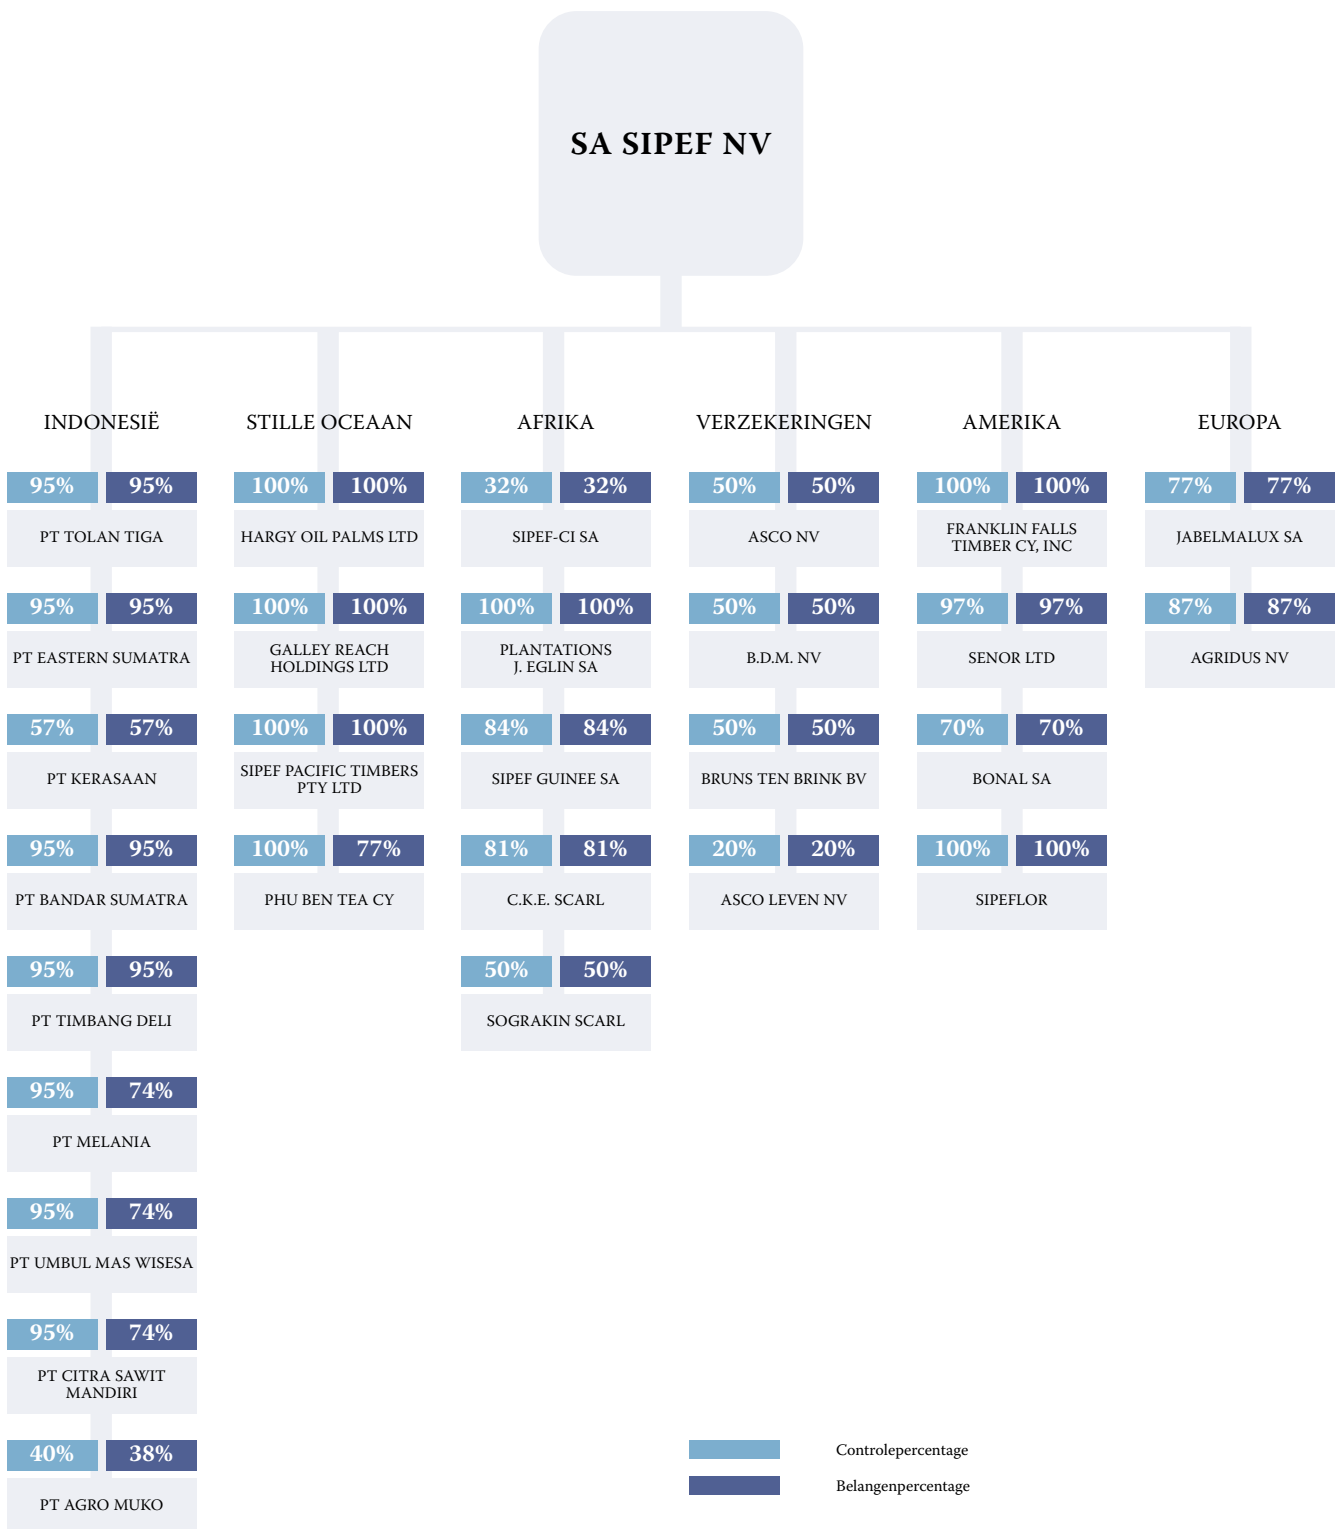 SA SIPEF NV
INDONESIË
95% 95%
PT TOLAN TIGA
95% 95%
PT EASTERN SUMATRA
57% 57%
PT KERASAAN
95% 95%
PT BANDAR SUMATRA
95% 95%
PT TIMBANG DELI
95% 74%
PT MELANIA
95% 74%
PT UMBUL MAS WISESA
95% 74%
PT CITRA SAWIT
MANDIRI
40% 38%
PT AGRO MUKO
STILLE OCEAAN
100% 100%
HARGY OIL PALMS LTD
100% 100%
GALLEY REACH
HOLDINGS LTD
100% 100%
SIPEF PACIFIC TIMBERS
PTY LTD
100% 77%
PHU BEN TEA CY
AFRIKA
32% 32%
SIPEF-CI SA
100% 100%
PLANTATIONS
J. EGLIN SA
84% 84%
SIPEF GUINEE SA
81% 81%
C.K.E. SCARL
50% 50%
SOGRAKIN SCARL
VERZEKERINGEN
50% 50%
ASCO NV
50% 50%
B.D.M. NV
50% 50%
BRUNS TEN BRINK BV
20% 20%
ASCO LEVEN NV
AMERIKA
100% 100%
FRANKLIN FALLS
TIMBER CY, INC
97% 97%
SENOR LTD
70% 70%
BONAL SA
100% 100%
SIPEFLOR
EUROPA
77% 77%
JABELMALUX SA
87% 87%
AGRIDUS NV
Controlepercentage
Belangenpercentage